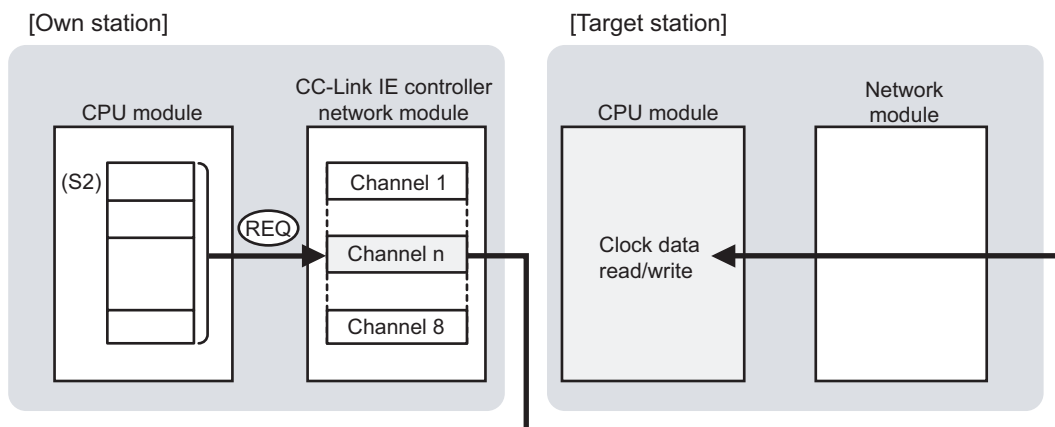 [Own station]
[Target station]
CPU module
CC-Link IE controller
network module
CPU module
Network
module
(S2)
REQ
Channel 1
Channel n
Channel 8
Clock data
read/write